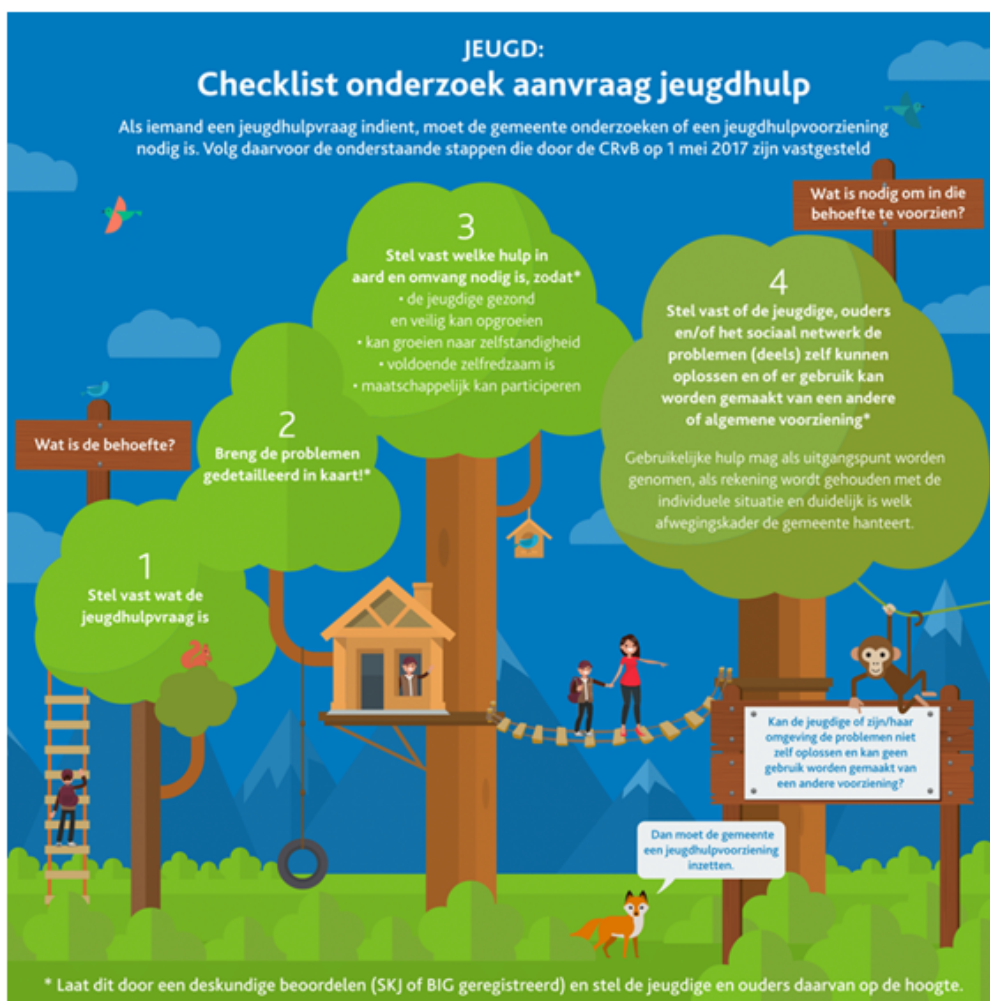 JEUGD:
Checklist onderzoek aanvraag jeugdhulp
Als iemand een jeugdhulpvraag indient, moet de gemeente onderzoeken of een jeugdhulpvoorziening
nodig is. Volg daarvoor de onderstaande stappen die door de CRvB op 1 mei 2017 zijn vastgesteld
Wat is de behoefte?
1
Stel vast wat de
jeugdhulpvraag is
2
Breng de problemen
gedetailleerd in kaart!*
3
Stel vast welke hulp in
aard en omvang nodig is, zodat*
• de jeugdige gezond
en veilig kan opgroeien
• kan groeien naar zelfstandigheid
• voldoende zelfredzaam is
• maatschappelijk kan participeren
Wat is nodig om in die
behoefte te voorzien?
4
Stel vast of de jeugdige, ouders
en/of het sociaal netwerk de
problemen (deels) zelf kunnen
oplossen en of er gebruik kan
worden gemaakt van een andere
of algemene voorziening*
Gebruikelijke hulp mag als uitgangspunt worden
genomen, als rekening wordt gehouden met de
individuele situatie en duidelijk is welk
afwegingskader de gemeente hanteert.
Kan de jeugdige of zijn/haar
omgeving de problemen niet
zelf oplossen en kan geen
gebruik worden gemaakt van
een andere voorziening?
Dan moet de gemeente
een jeugdhulpvoorziening
inzetten.
* Laat dit door een deskundige beoordelen (SKJ of BIG geregistreerd) en stel de jeugdige en ouders daarvan op de hoogte.